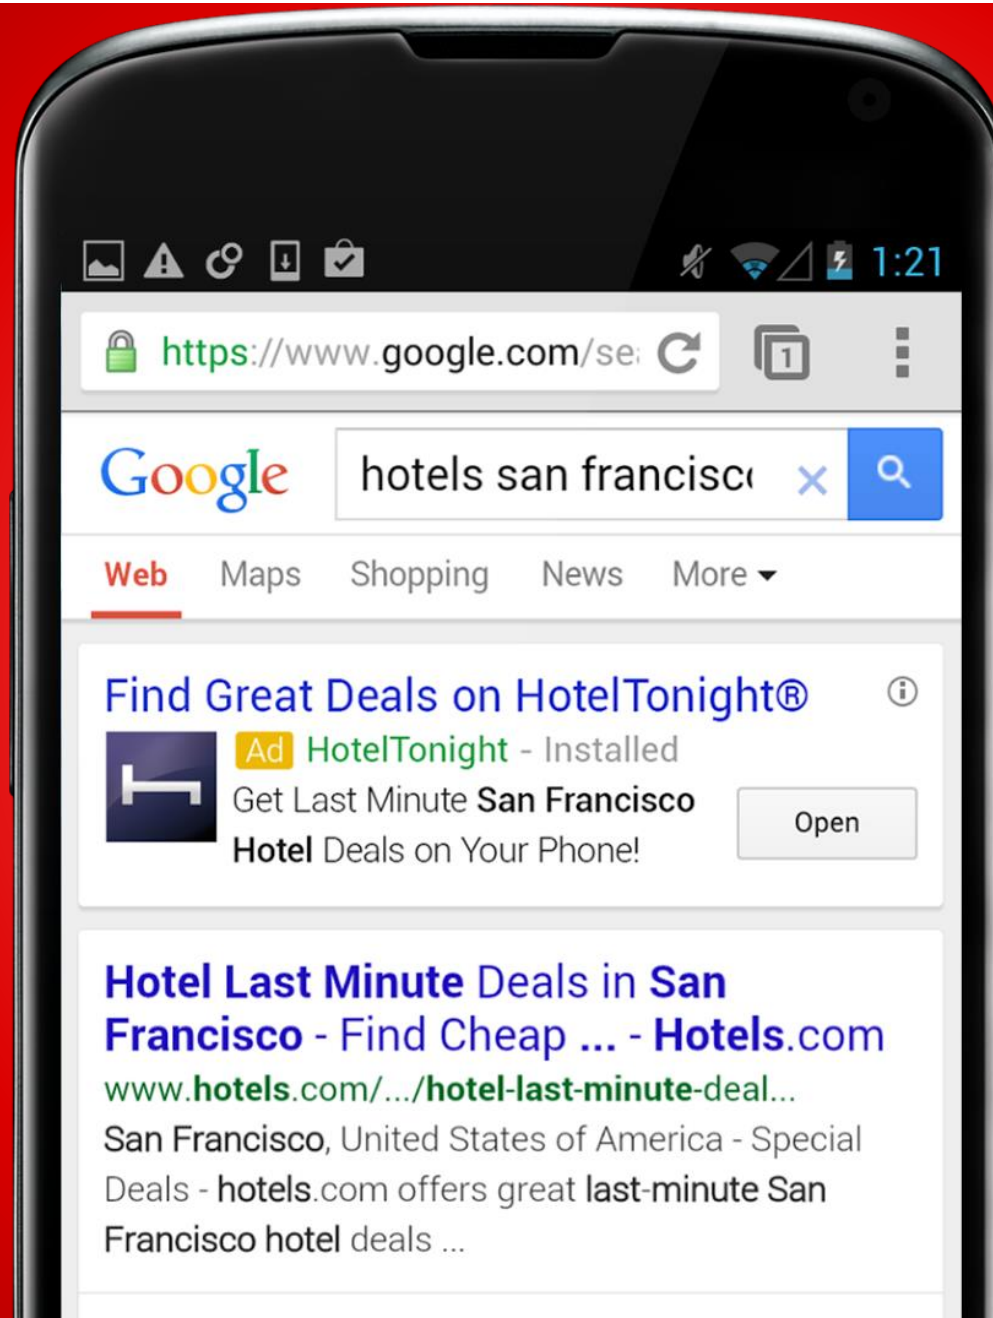 1:21
https://www.google.com/se
1
Google
hotels san francisc
Web Maps Shopping News More
Find Great Deals on HotelTonight®
Ad HotelTonight - Installed
Get Last Minute San Francisco
Hotel Deals on Your Phone!
Open
Hotel Last Minute Deals in San
Francisco - Find Cheap ... - Hotels.com
www.hotels.com/.../hotel-last-minute-deal...
San Francisco, United States of America - Special
Deals - hotels.com offers great last-minute San
Francisco hotel deals ...